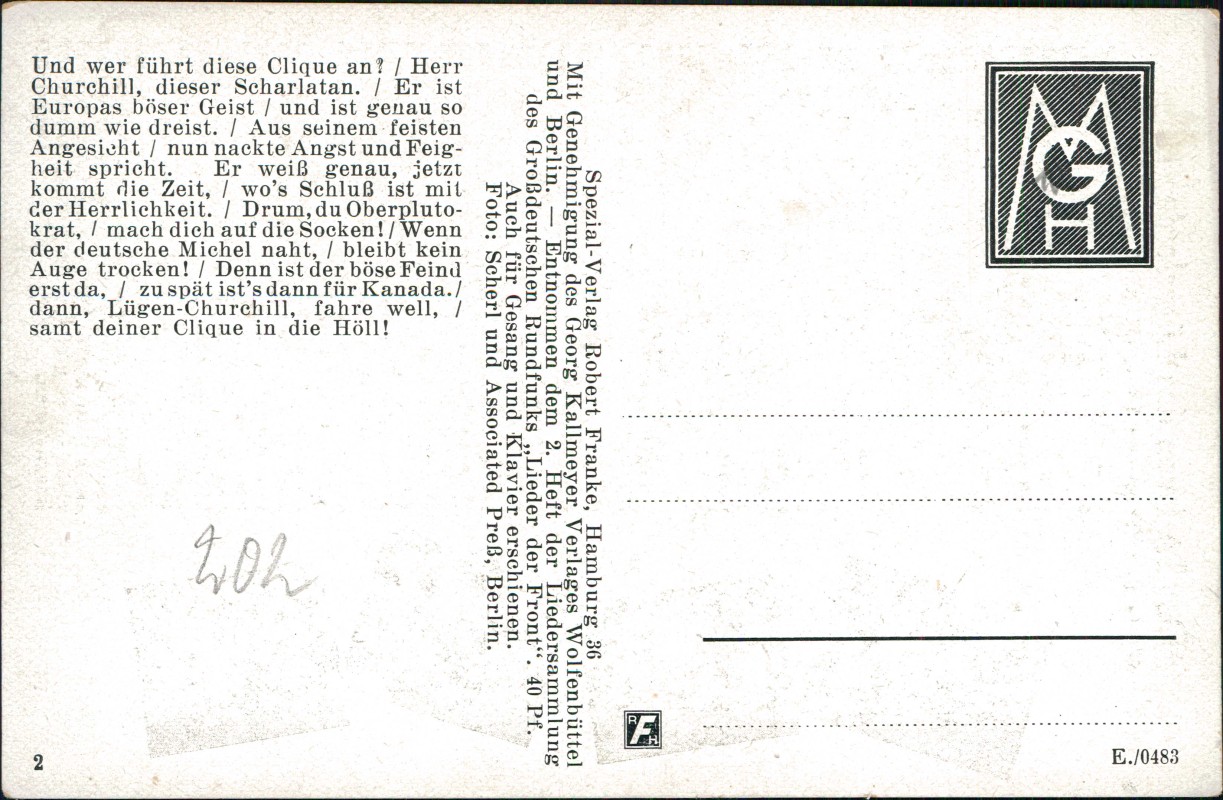 Und wer führt diese Clique an? / Herr
Churchill, dieser Scharlatan. / Er ist
Europas böser Geist / und ist genau so
dumm wie dreist. / Aus seinem feisten
Angesicht / nun nackte Angst und Feig-
heit spricht. Er weiß genau, jetzt
kommt die Zeit, / wo's Schluß ist mit
der Herrlichkeit. / Drum, du Oberpluto-
krat, / mach dich auf die Socken! / Wenn
der deutsche Michel naht, / bleibt kein
Auge trocken! / Denn ist der böse Feind
erst da, / zu spät ist's dann für Kanada. /
dann, Lügen-Churchill, fahre well, /
samt deiner Clique in die Höll!
Spezial-Verlag Robert Franke, Hamburg 36
Mit Genehmigung des Georg Kallmeyer Verlages Wolfenbüttel
und Berlin. — Entnommen dem 2. Heft der Liedersammlung
des Großdeutschen Rundfunks „Lieder der Front“. 40 Pf.
Auch für Gesang und Klavier erschienen.
Foto: Scherl und Associated Preß, Berlin.
2
E./0483